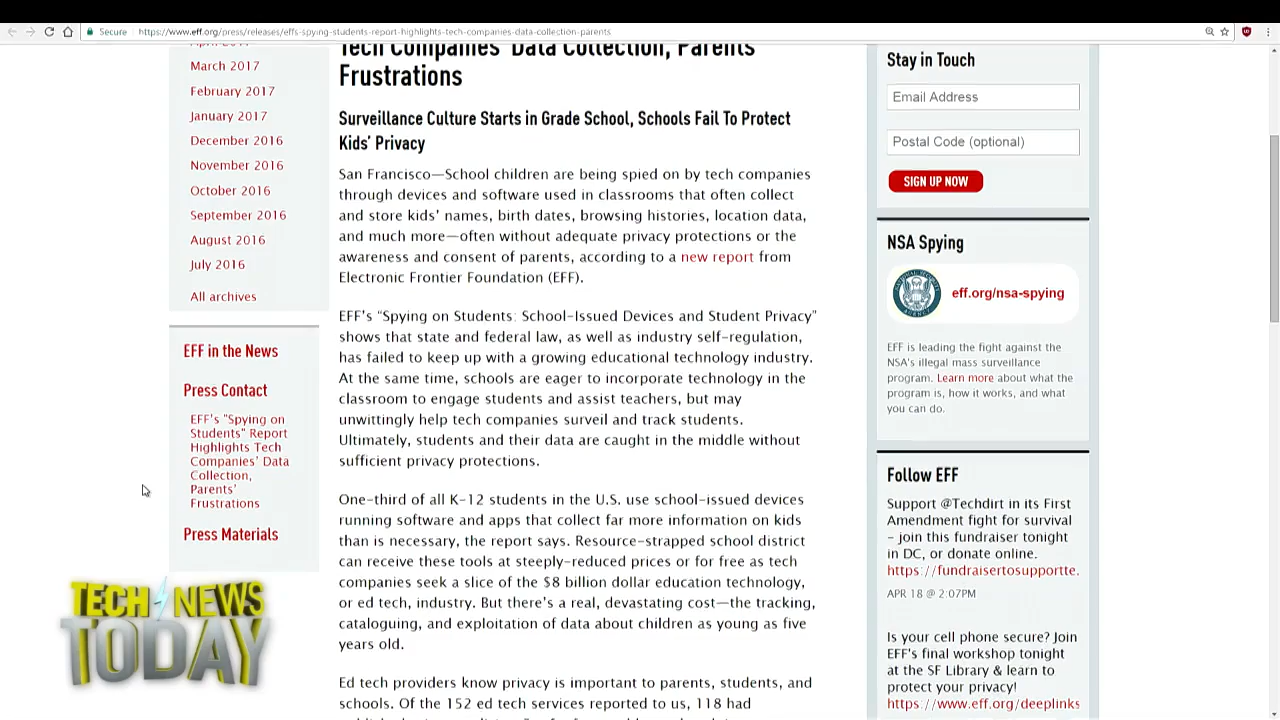 Secure https://www.eff.org/press/releases/effs-spying-students-report-highlights-tech-companies-data-collection-parents
April 2017
March 2017
February 2017
January 2017
December 2016
November 2016
October 2016
September 2016
August 2016
July 2016
All archives
EFF in the News
Press Contact
EFF's "Spying on
Students" Report
Highlights Tech
Companies’ Data
Collection,
Parents’
Frustrations
Press Materials
TECH NEWS
TODAY
Tech Companies’ Data Collection, Parents
Frustrations
Surveillance Culture Starts in Grade School, Schools Fail To Protect
Kids’ Privacy
San Francisco—School children are being spied on by tech companies
through devices and software used in classrooms that often collect
and store kids’ names, birth dates, browsing histories, location data,
and much more—often without adequate privacy protections or the
awareness and consent of parents, according to a new report from
Electronic Frontier Foundation (EFF).
EFF’s “Spying on Students: School-Issued Devices and Student Privacy”
shows that state and federal law, as well as industry self-regulation,
has failed to keep up with a growing educational technology industry.
At the same time, schools are eager to incorporate technology in the
classroom to engage students and assist teachers, but may
unwittingly help tech companies surveil and track students.
Ultimately, students and their data are caught in the middle without
sufficient privacy protections.
One-third of all K-12 students in the U.S. use school-issued devices
running software and apps that collect far more information on kids
than is necessary, the report says. Resource-strapped school district
can receive these tools at steeply-reduced prices or for free as tech
companies seek a slice of the $8 billion dollar education technology,
or ed tech, industry. But there’s a real, devastating cost—the tracking,
cataloguing, and exploitation of data about children as young as five
years old.
Ed tech providers know privacy is important to parents, students, and
schools. Of the 152 ed tech services reported to us, 118 had
Stay in Touch
Email Address
Postal Code (optional)
SIGN UP NOW
NSA Spying
eff.org/nsa-spying
EFF is leading the fight against the
NSA's illegal mass surveillance
program. Learn more about what the
program is, how it works, and what
you can do.
Follow EFF
Support @Techdirt in its First
Amendment fight for survival
– join this fundraiser tonight
in DC, or donate online.
https://fundraisertosupportte.
APR 18 @ 2:07PM
Is your cell phone secure? Join
EFF's final workshop tonight
at the SF Library & learn to
protect your privacy!
https://www.eff.org/deeplinks